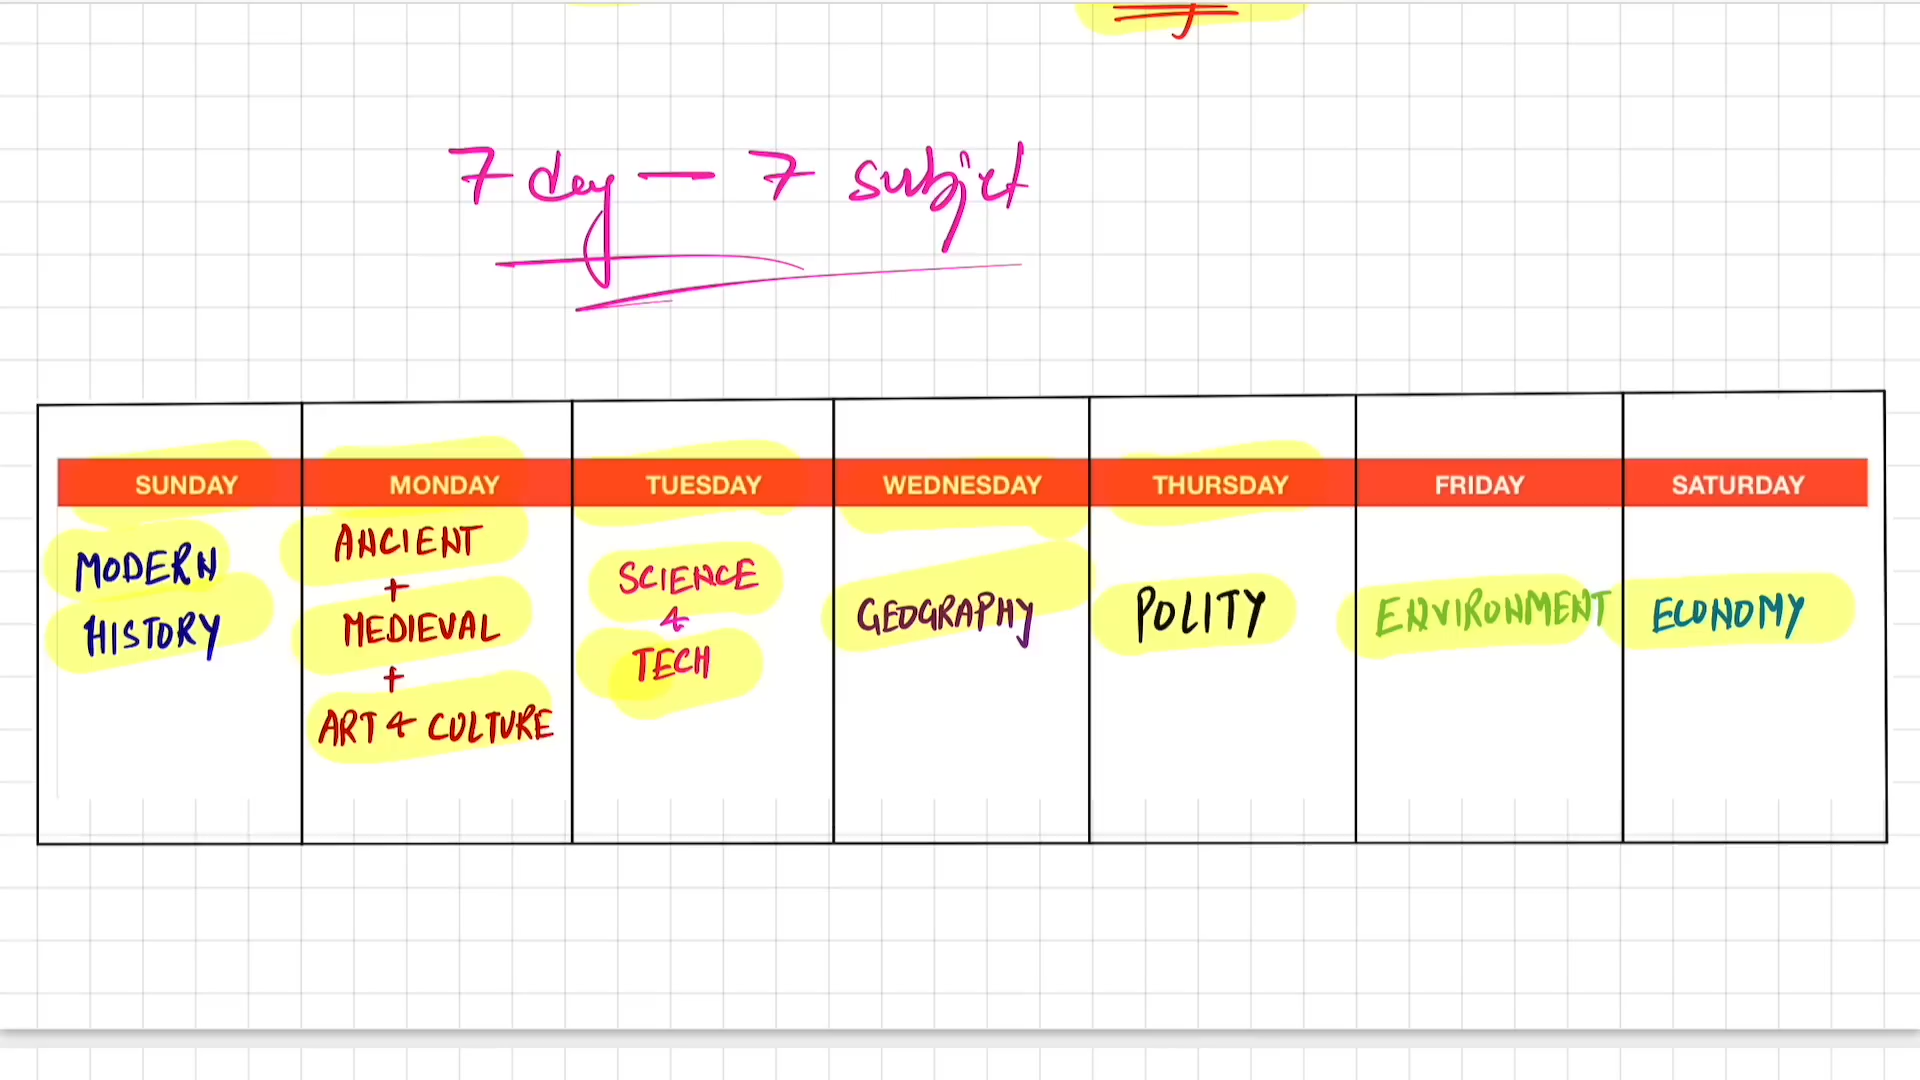 7 day — 7 subject
SUNDAY MONDAY TUESDAY WEDNESDAY THURSDAY FRIDAY SATURDAY
MODERN
HISTORY
ANCIENT
+
MEDIEVAL
+
ART & CULTURE
SCIENCE
&
TECH
GEOGRAPHY
POLITY
ENVIRONMENT
ECONOMY